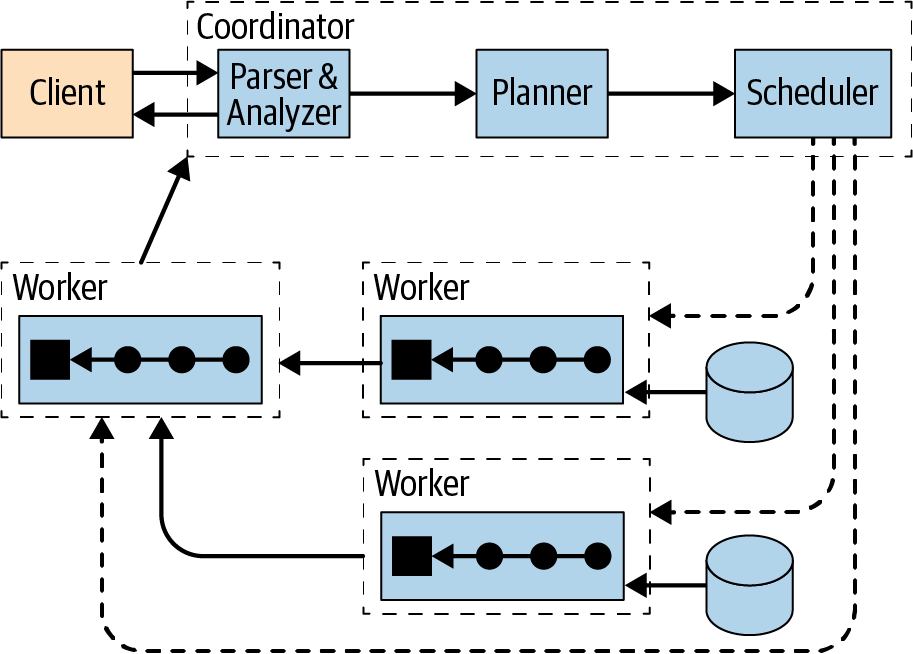 Coordinator
Client
Parser &
Analyzer
Planner
Scheduler
Worker
Worker
Worker